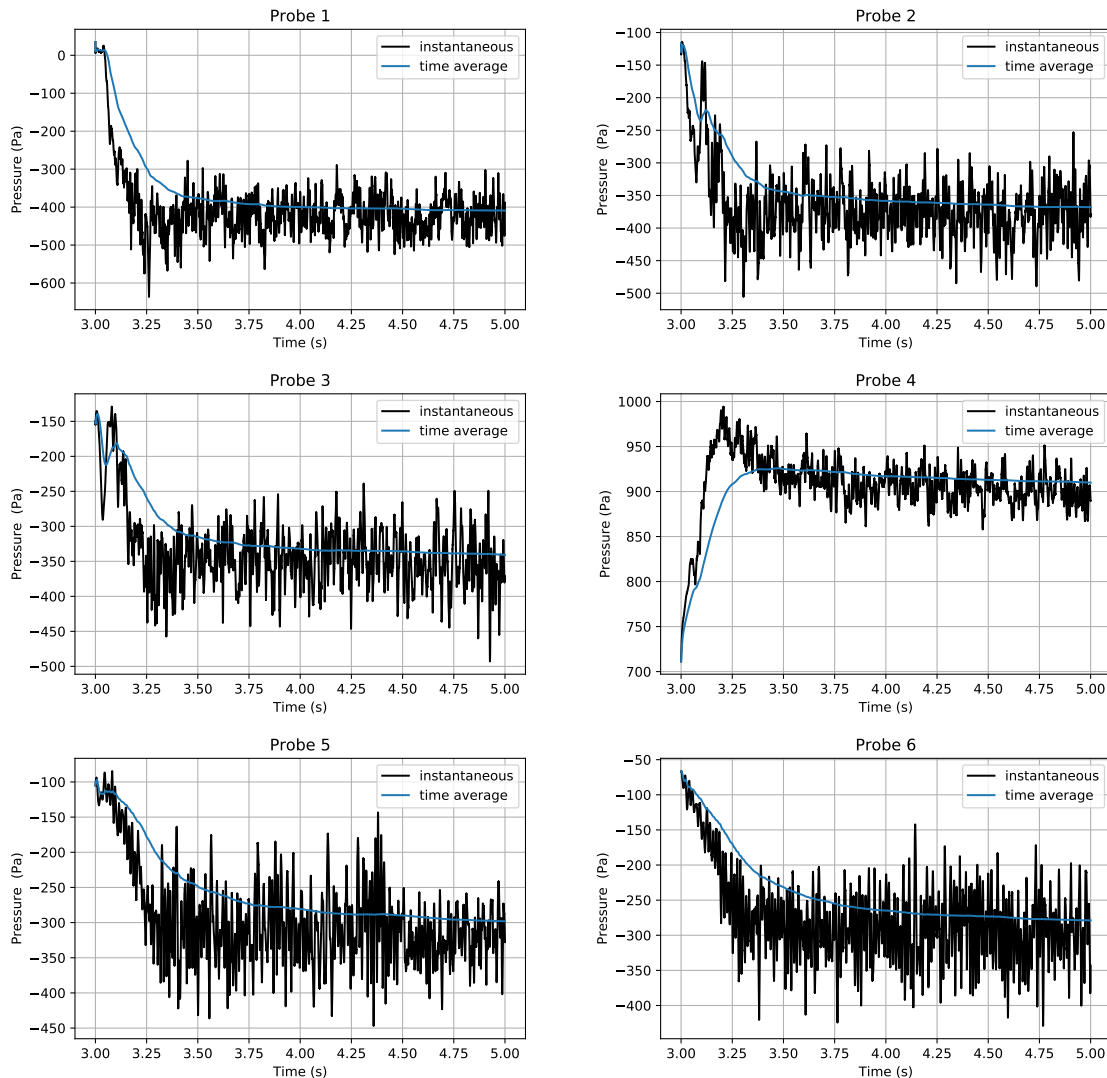 Probe 1
Pressure (Pa)
0
−100
−200
−300
−400
−500
−600
instantaneous
time average
3.00 3.25 3.50 3.75 4.00 4.25 4.50 4.75 5.00
Time (s)
Probe 2
Pressure (Pa)
−100
−150
−200
−250
−300
−350
−400
−450
−500
instantaneous
time average
3.00 3.25 3.50 3.75 4.00 4.25 4.50 4.75 5.00
Time (s)
Probe 3
Pressure (Pa)
−150
−200
−250
−300
−350
−400
−450
−500
instantaneous
time average
3.00 3.25 3.50 3.75 4.00 4.25 4.50 4.75 5.00
Time (s)
Probe 4
Pressure (Pa)
1000
950
900
850
800
750
700
instantaneous
time average
3.00 3.25 3.50 3.75 4.00 4.25 4.50 4.75 5.00
Time (s)
Probe 5
Pressure (Pa)
−100
−150
−200
−250
−300
−350
−400
−450
instantaneous
time average
3.00 3.25 3.50 3.75 4.00 4.25 4.50 4.75 5.00
Time (s)
Probe 6
Pressure (Pa)
−50
−100
−150
−200
−250
−300
−350
−400
instantaneous
time average
3.00 3.25 3.50 3.75 4.00 4.25 4.50 4.75 5.00
Time (s)